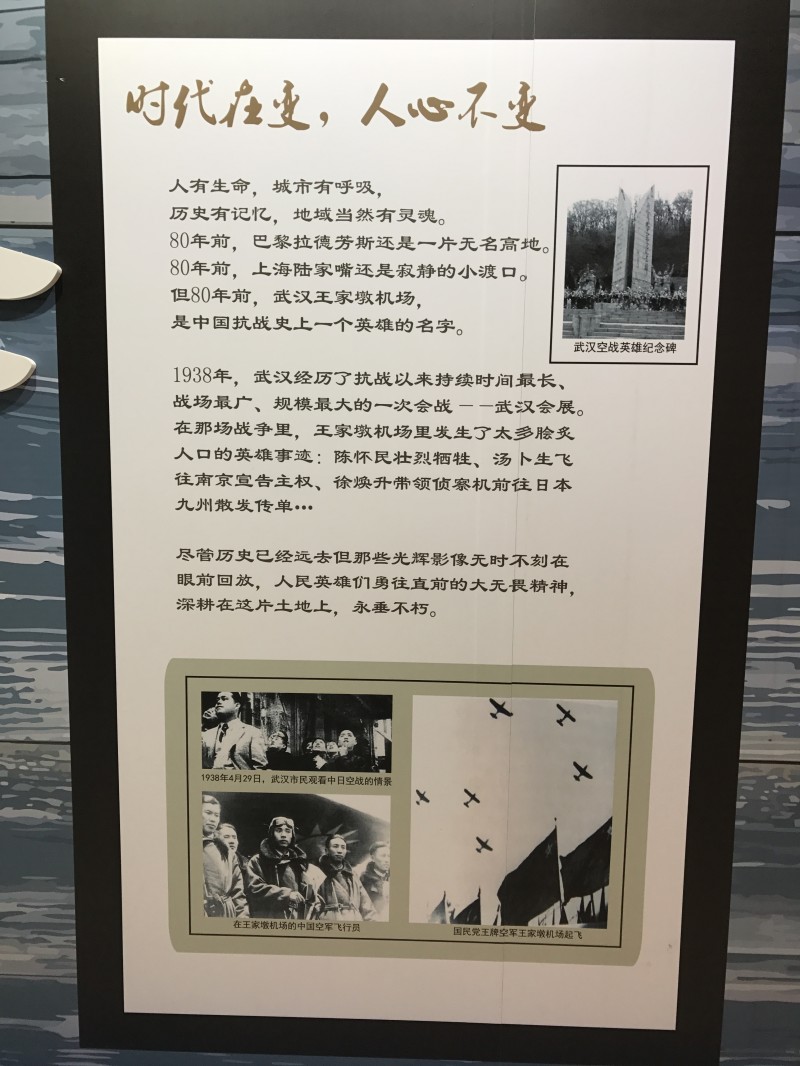 时代在变，人心不变
人有生命，城市有呼吸，
历史有记忆，地域当然有灵魂。
80年前，巴黎拉德芳斯还是一片无名高地。
80年前，上海陆家嘴还是寂静的小渡口。
但80年前，武汉王家墩机场，
是中国抗战史上一个英雄的名字。
武汉空战英雄纪念碑
1938年，武汉经历了抗战以来持续时间最长、
战场最广、规模最大的一次会战－－武汉会展。
在那场战争里，王家墩机场里发生了太多脍炙
人口的英雄事迹：陈怀民壮烈牺牲、汤卜生飞
往南京宣告主权、徐焕升带领侦察机前往日本
九州散发传单…
尽管历史已经远去但那些光辉影像无时不刻在
眼前回放，人民英雄们勇往直前的大无畏精神，
深耕在这片土地上，永垂不朽。
1938年4月29日，武汉市民观看中日空战的情景
在王家墩机场的中国空军飞行员
国民党王牌空军王家墩机场起飞